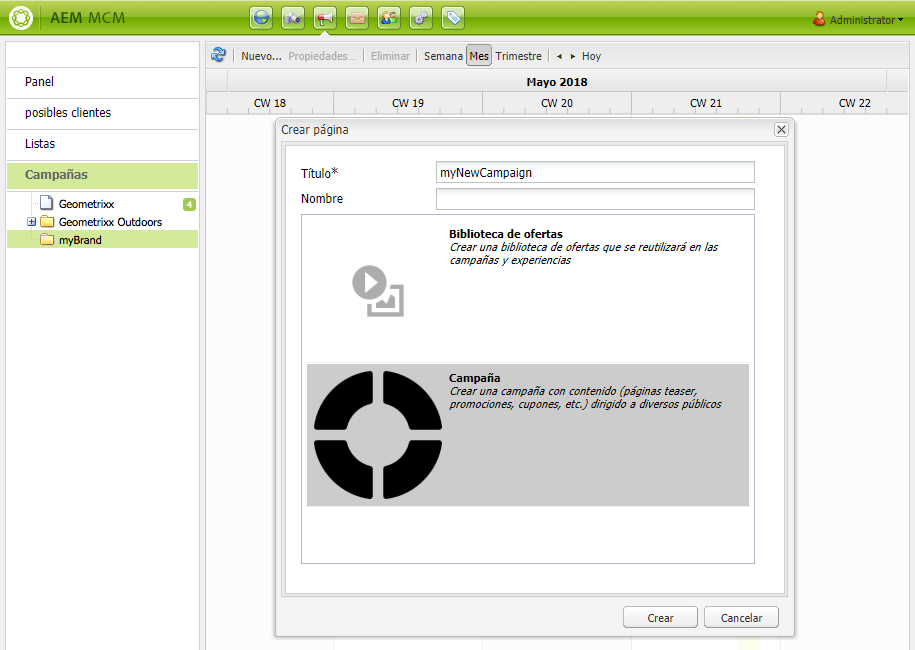 AEM MCM
Administrator
Nuevo... Propiedades... Eliminar Semana Mes Trimestre Hoy
Panel
posibles clientes
Listas
Campañas
Geometrixx 4
Geometrixx Outdoors
myBrand
Mayo 2018
CW 18 CW 19 CW 20 CW 21 CW 22
Crear página
Título* myNewCampaign
Nombre
Biblioteca de ofertas
Crear una biblioteca de ofertas que se reutilizará en las
campañas y experiencias
Campaña
Crear una campaña con contenido (páginas teaser,
promociones, cupones, etc.) dirigido a diversos públicos
Crear Cancelar